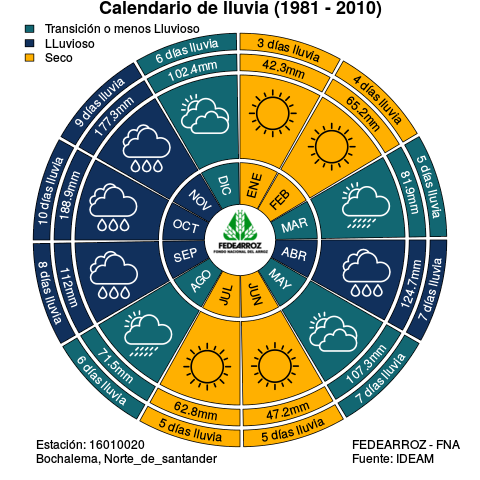 Calendario de lluvia (1981 - 2010)
Transición o menos Lluvioso
LLuvioso
Seco
3 días lluvia
42.3mm
ENE
4 días lluvia
65.2mm
FEB
5 días lluvia
81.9mm
MAR
7 días lluvia
124.7mm
ABR
7 días lluvia
107.3mm
MAY
5 días lluvia
47.2mm
JUN
5 días lluvia
62.8mm
JUL
6 días lluvia
71.5mm
AGO
8 días lluvia
112mm
SEP
10 días lluvia
188.9mm
OCT
9 días lluvia
177.3mm
NOV
6 días lluvia
102.4mm
DIC
FEDEARROZ
FONDO NACIONAL DEL ARROZ
Estación: 16010020
Bochalema, Norte_de_santander
FEDEARROZ - FNA
Fuente: IDEAM